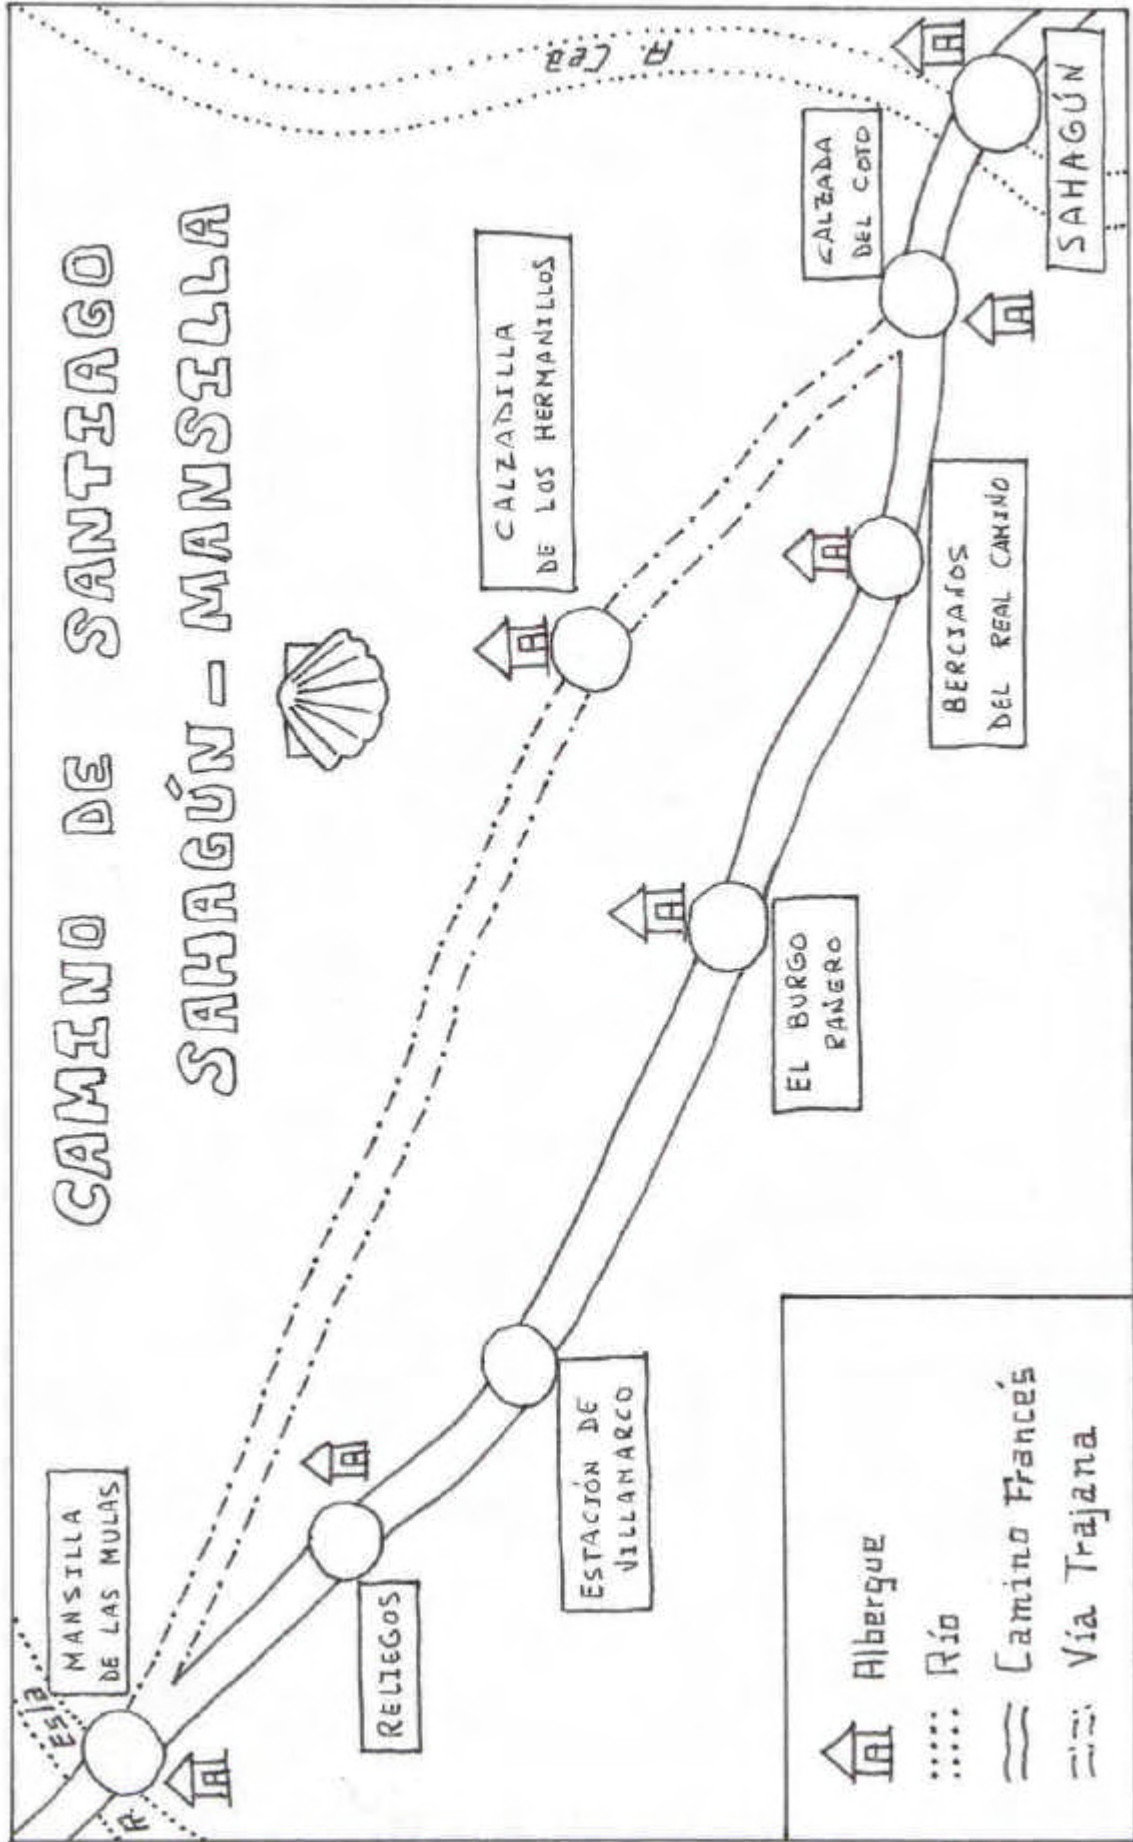 CAMINO DE SANTIAGO
SAHAGÚN - MANSILLA
MANSILLA
DE LAS MULAS
R. Esla
RELIEGOS
ESTACIÓN DE
VILLAMARCO
EL BURGO
RAÑERO
CALZADILLA
DE LOS HERMANILLOS
BERCIANOS
DEL REAL CAMINO
CALZADA
DEL COTO
R. Cea
SAHAGÚN
Albergue
Río
Camino Francés
Vía Trajana